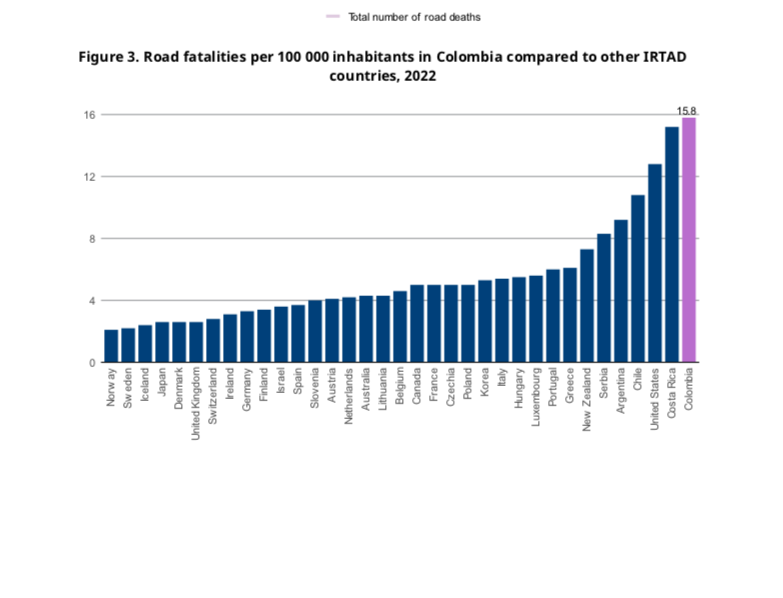 Total number of road deaths
Figure 3. Road fatalities per 100 000 inhabitants in Colombia compared to other IRTAD
countries, 2022
16
15.8
12
8
4
0
Norway
Sweden
Iceland
Japan
Denmark
United Kingdom
Switzerland
Ireland
Germany
Finland
Israel
Spain
Slovenia
Austria
Netherlands
Australia
Lithuania
Belgium
Canada
France
Czechia
Poland
Korea
Italy
Hungary
Luxembourg
Portugal
Greece
New Zealand
Serbia
Argentina
Chile
United States
Costa Rica
Colombia